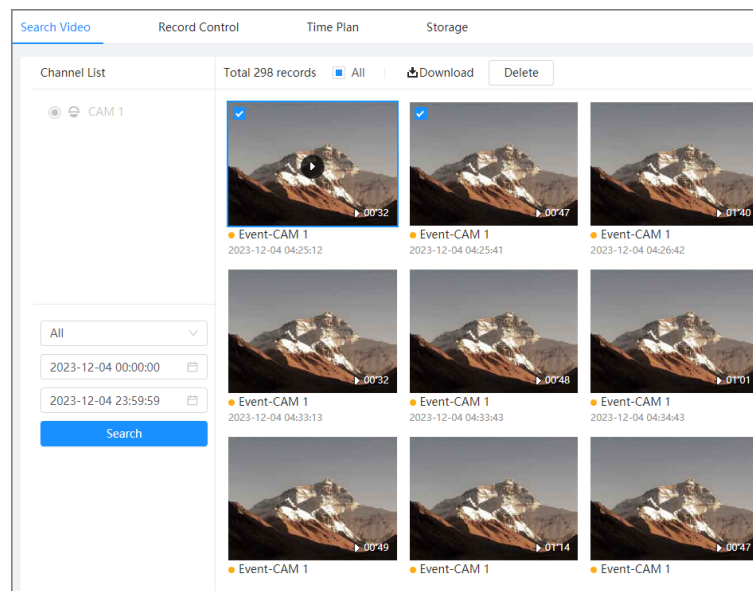 Search Video Record Control Time Plan Storage
Channel List
CAM 1
All
2023-12-04 00:00:00
2023-12-04 23:59:59
Search
Total 298 records All Download Delete
00'32 00'47 01'40
Event-CAM 1 Event-CAM 1 Event-CAM 1
2023-12-04 04:25:12 2023-12-04 04:25:41 2023-12-04 04:26:42
00'32 00'48 01'01
Event-CAM 1 Event-CAM 1 Event-CAM 1
2023-12-04 04:33:13 2023-12-04 04:33:43 2023-12-04 04:34:43
00'49 01'14 00'47
Event-CAM 1 Event-CAM 1 Event-CAM 1